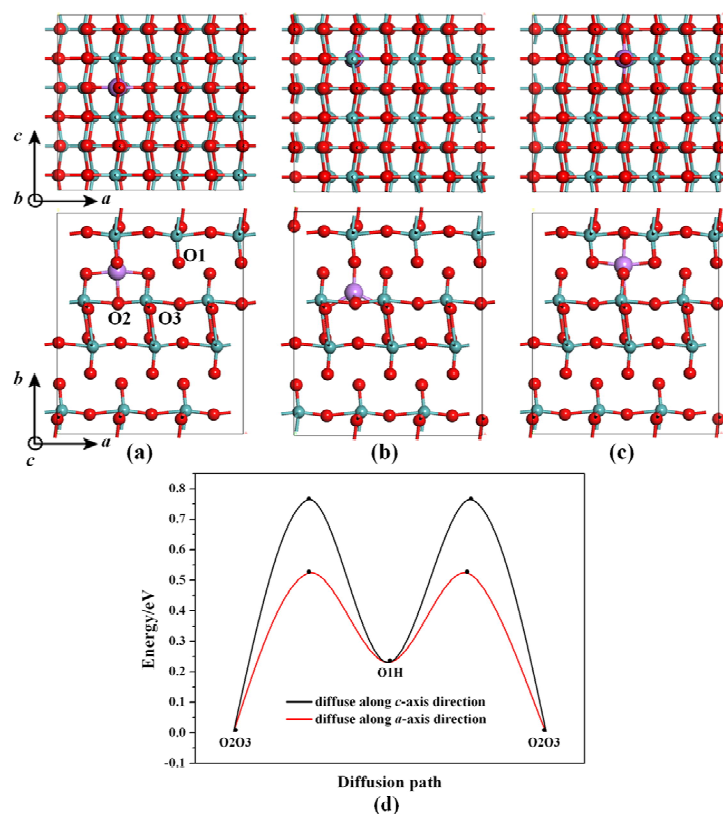 c
b
a
O1
O2
O3
b
c
a
(a)
(b)
(c)
0.8
0.7
0.6
0.5
0.4
0.3
0.2
0.1
0.0
-0.1
Energy/eV
O1H
diffuse along c-axis direction
diffuse along a-axis direction
O2O3
O2O3
Diffusion path
(d)